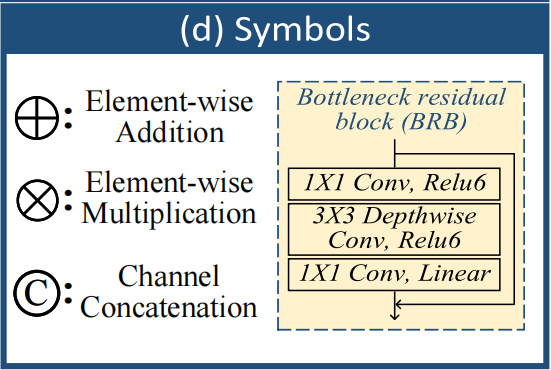 (d) Symbols
⊕: Element-wise
Addition
⊗: Element-wise
Multiplication
Ⓒ: Channel
Concatenation
Bottleneck residual
block (BRB)
1X1 Conv, Relu6
3X3 Depthwise
Conv, Relu6
1X1 Conv, Linear